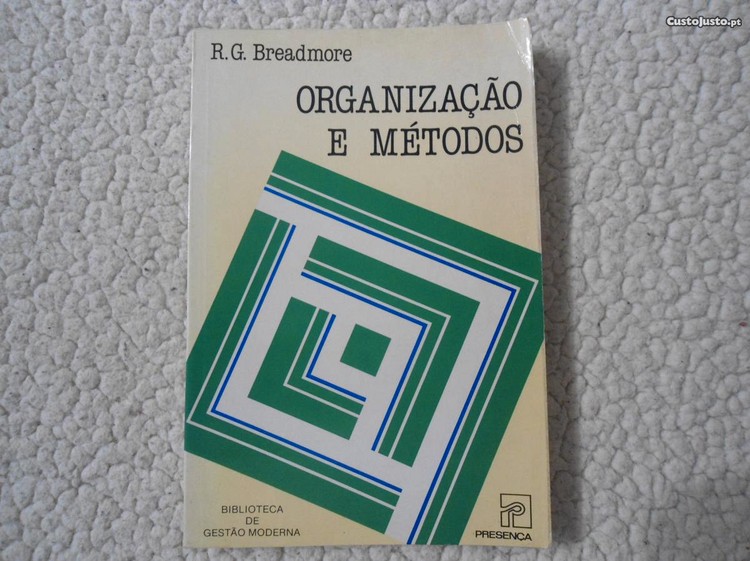 CustoJusto.pt
R.G. Breadmore
ORGANIZAÇÃO
E MÉTODOS
BIBLIOTECA
DE
GESTÃO MODERNA
PRESENÇA